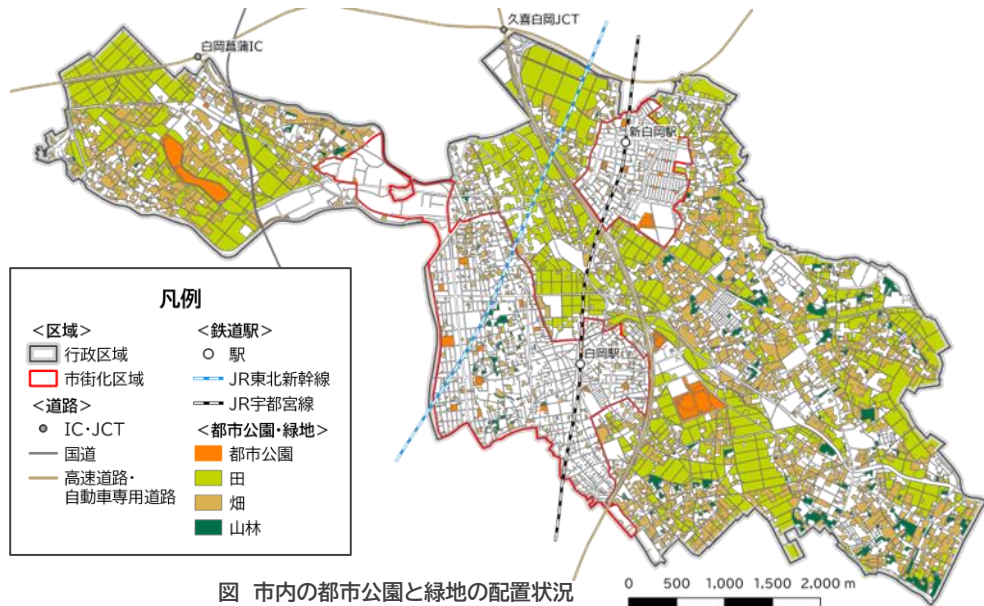 久喜白岡JCT
白岡菖蒲IC
新白岡駅
白岡駅
凡例
<区域>
行政区域
市街化区域
<道路>
IC・JCT
国道
高速道路・
自動車専用道路
<鉄道駅>
駅
JR東北新幹線
JR宇都宮線
<都市公園・緑地>
都市公園
田
畑
山林
図 市内の都市公園と緑地の配置状況
0 500 1,000 1,500 2,000 m